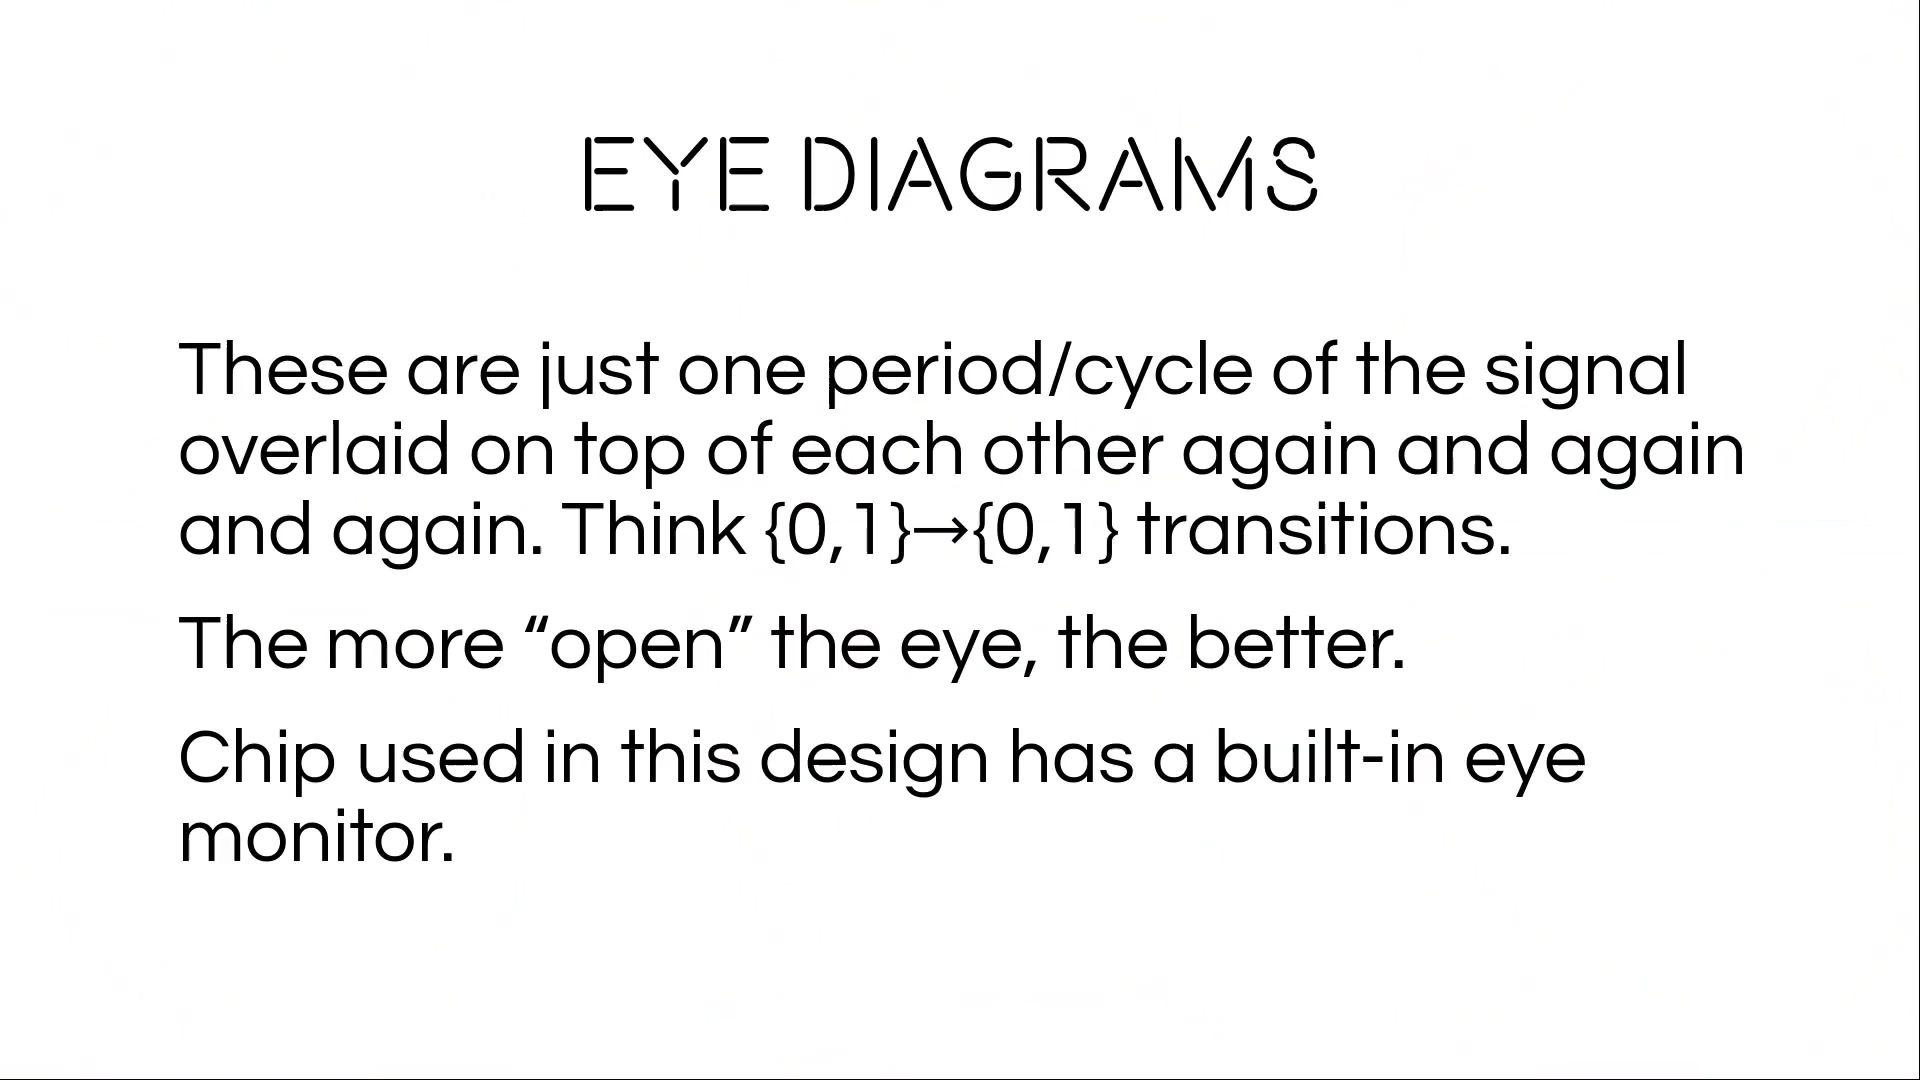 EYE DIAGRAMS
These are just one period/cycle of the signal
overlaid on top of each other again and again
and again. Think {0,1}→{0,1} transitions.
The more “open” the eye, the better.
Chip used in this design has a built-in eye
monitor.